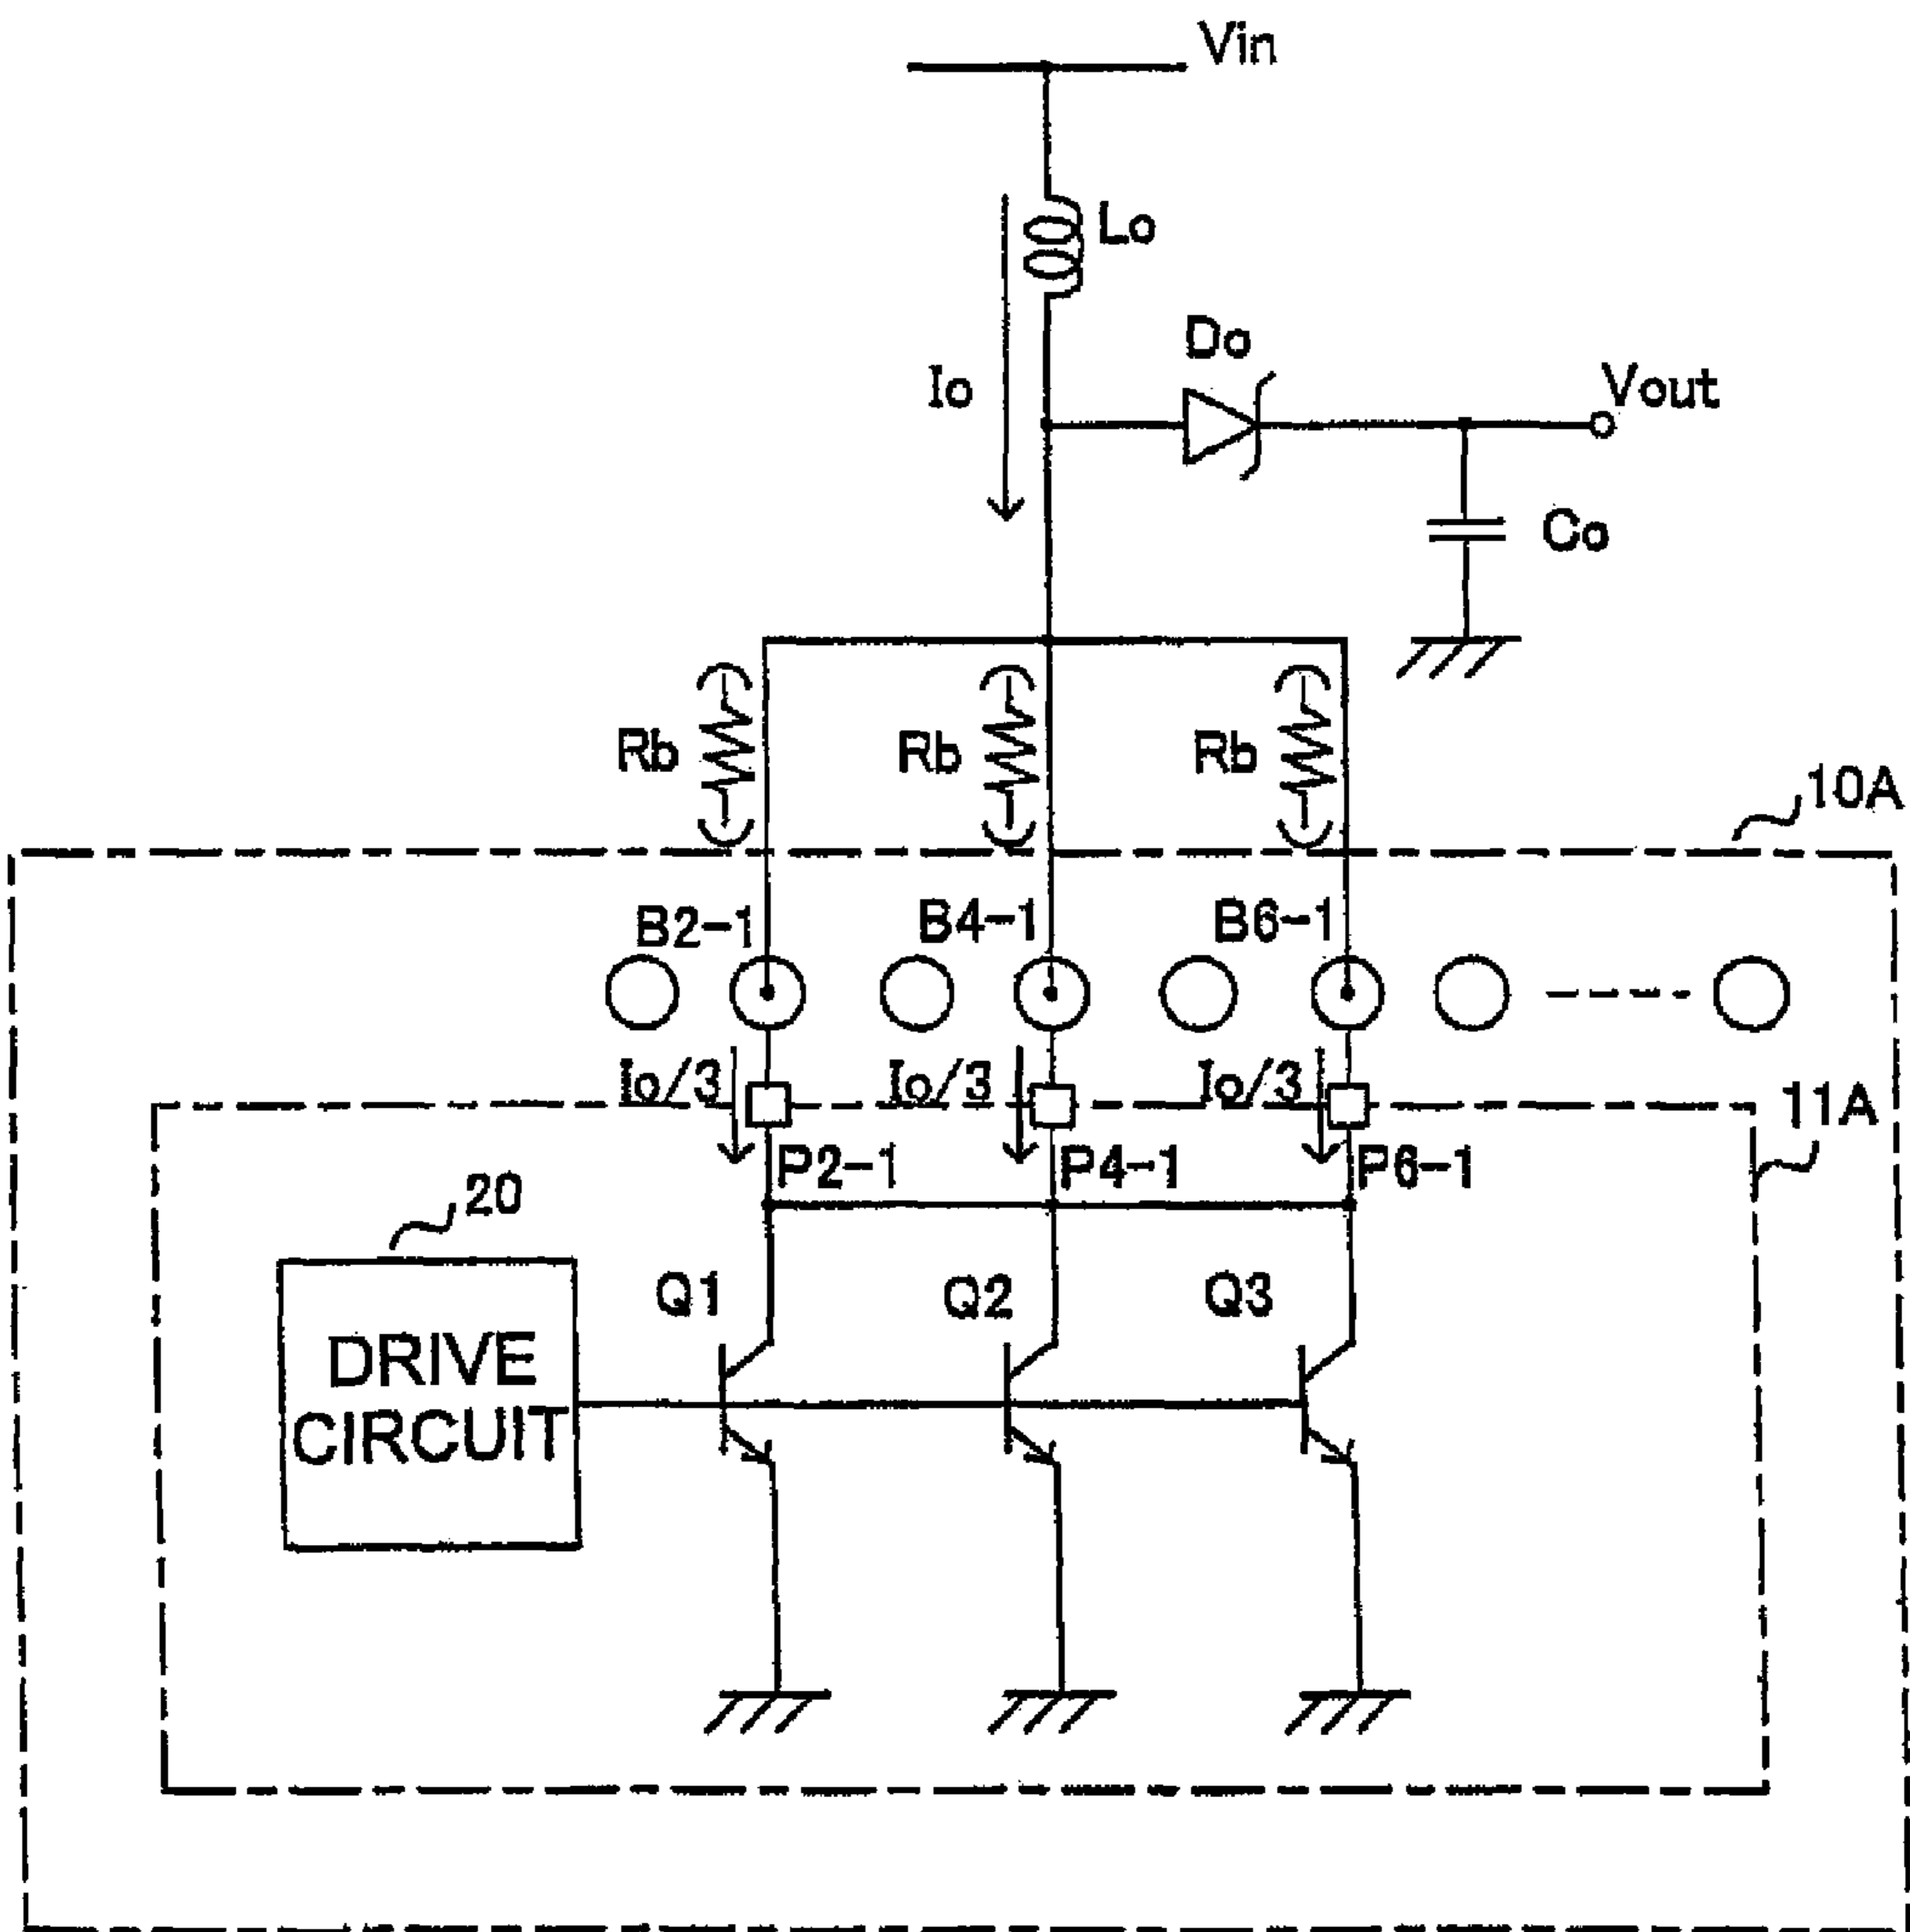 Vin
Lo
Do
Io
Vout
Co
Rb
Rb
Rb
10A
B2-1
B4-1
B6-1
Io/3
Io/3
Io/3
11A
P2-1
P4-1
P6-1
20
Q1
Q2
Q3
DRIVE
CIRCUIT